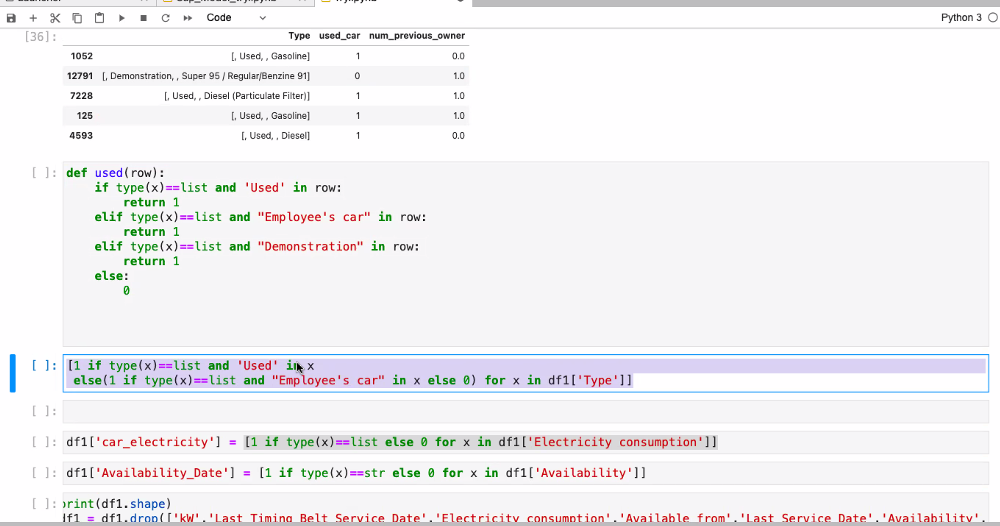 Code
Python 3
[36]:
Type used_car num_previous_owner
1052 [, Used, , Gasoline] 1 0.0
12791 [, Demonstration, , Super 95 / Regular/Benzine 91] 0 1.0
7228 [, Used, , Diesel (Particulate Filter)] 1 1.0
125 [, Used, , Gasoline] 1 1.0
4593 [, Used, , Diesel] 1 0.0
[ ]: def used(row):
if type(x)==list and 'Used' in row:
return 1
elif type(x)==list and "Employee's car" in row:
return 1
elif type(x)==list and "Demonstration" in row:
return 1
else:
0
[ ]: [1 if type(x)==list and 'Used' in x
else(1 if type(x)==list and "Employee's car" in x else 0) for x in df1['Type']]
[ ]:
[ ]: df1['car_electricity'] = [1 if type(x)==list else 0 for x in df1['Electricity consumption']]
[ ]: df1['Availability_Date'] = [1 if type(x)==str else 0 for x in df1['Availability']]
[ ]: print(df1.shape)
df1 = df1.drop(['kW','Last Timing Belt Service Date','Electricity consumption','Available from','Last Service Date','Availability',